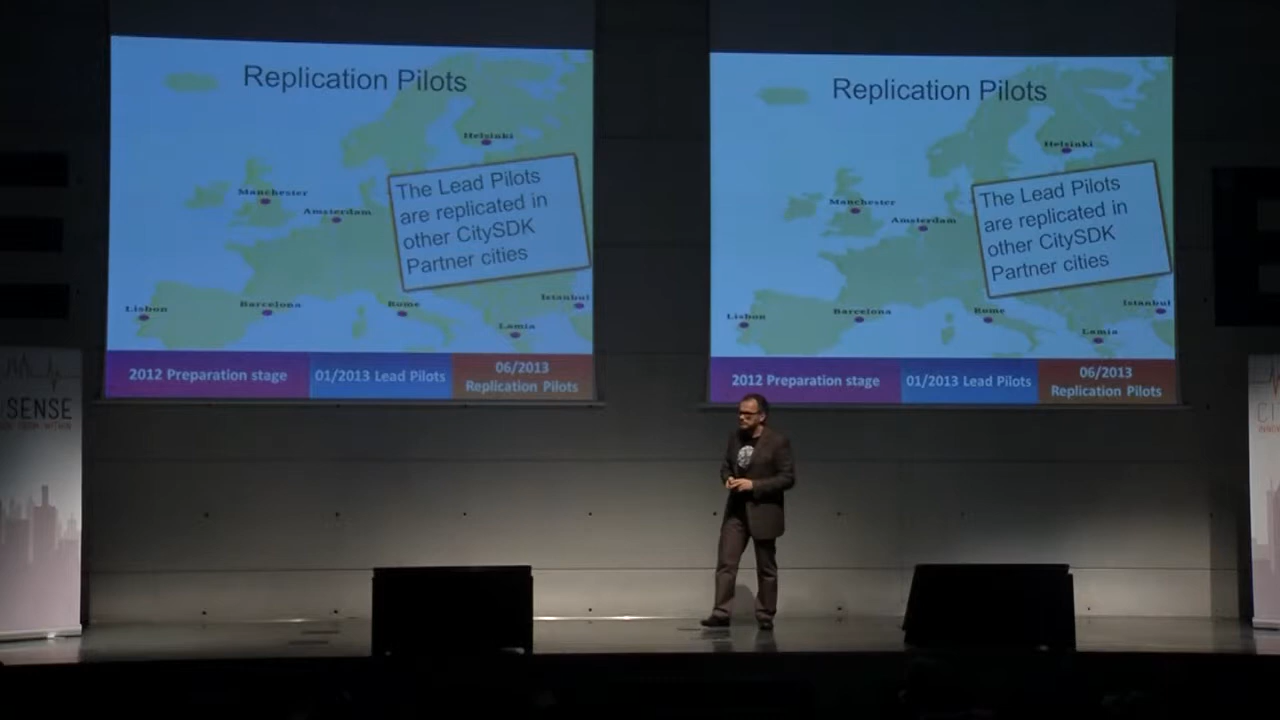 Replication Pilots
Helsinki
Manchester
Amsterdam
The Lead Pilots
are replicated in
other CitySDK
Partner cities
Lisbon
Barcelona
Rome
Istanbul
Lamia
2012 Preparation stage
01/2013 Lead Pilots
06/2013
Replication Pilots
Replication Pilots
Helsinki
Manchester
Amsterdam
The Lead Pilots
are replicated in
other CitySDK
Partner cities
Lisbon
Barcelona
Rome
Istanbul
Lamia
2012 Preparation stage
01/2013 Lead Pilots
06/2013
Replication Pilots
SENSE